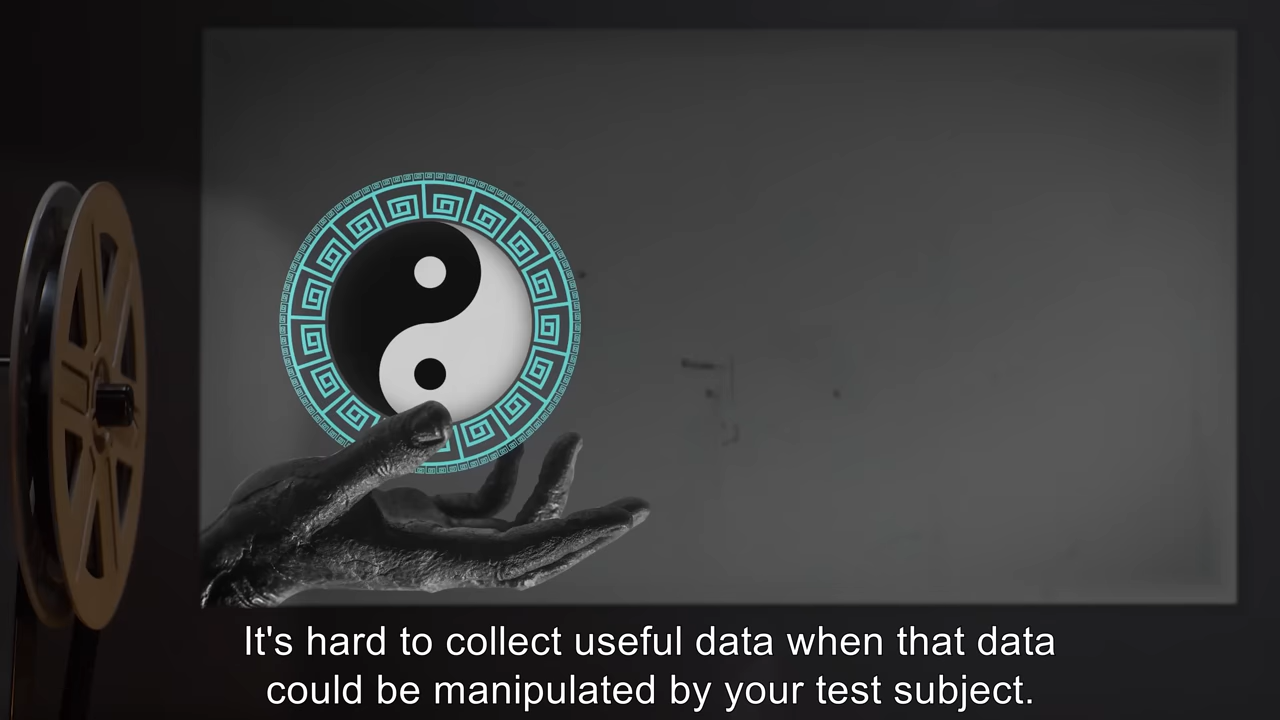 It's hard to collect useful data when that data
could be manipulated by your test subject.